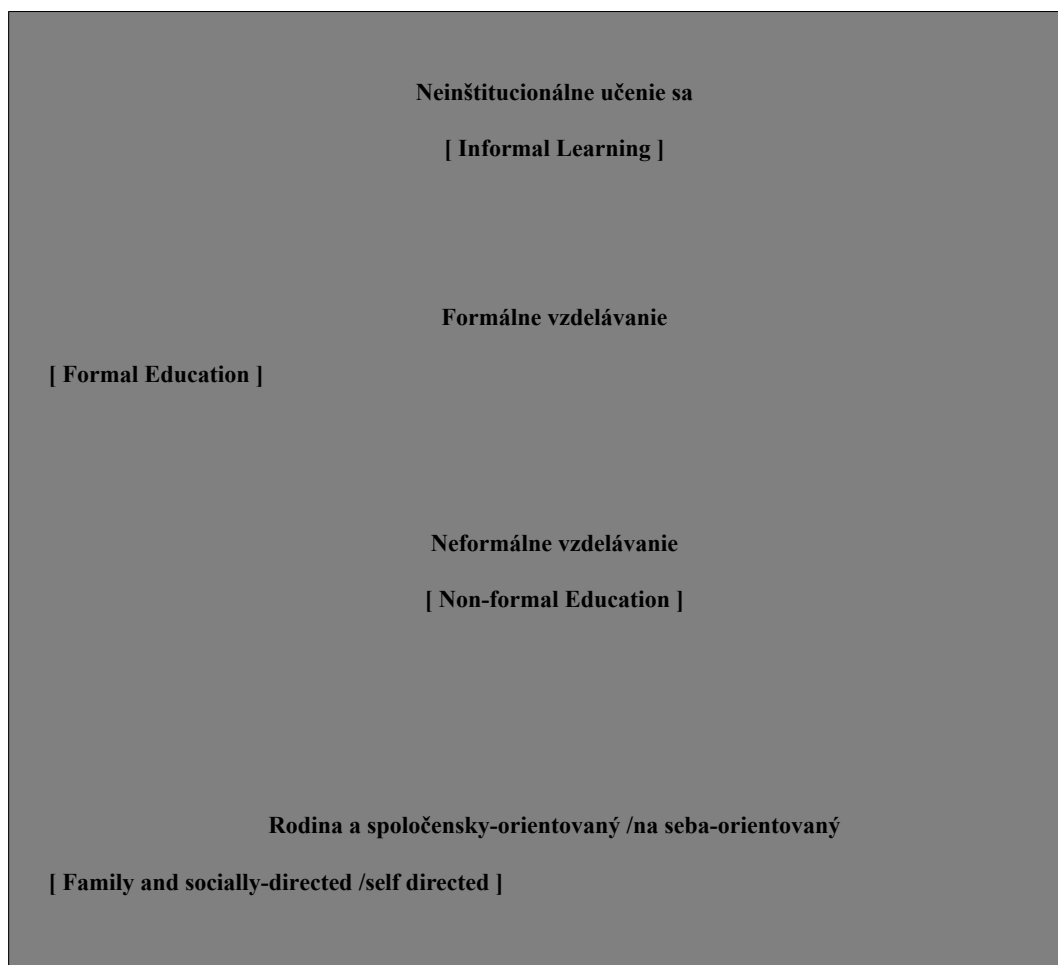 Neinštitucionálne učenie sa
[ Informal Learning ]
Formálne vzdelávanie
[ Formal Education ]
Neformálne vzdelávanie
[ Non-formal Education ]
Rodina a spoločensky-orientovaný /na seba-orientovaný
[ Family and socially-directed /self directed ]